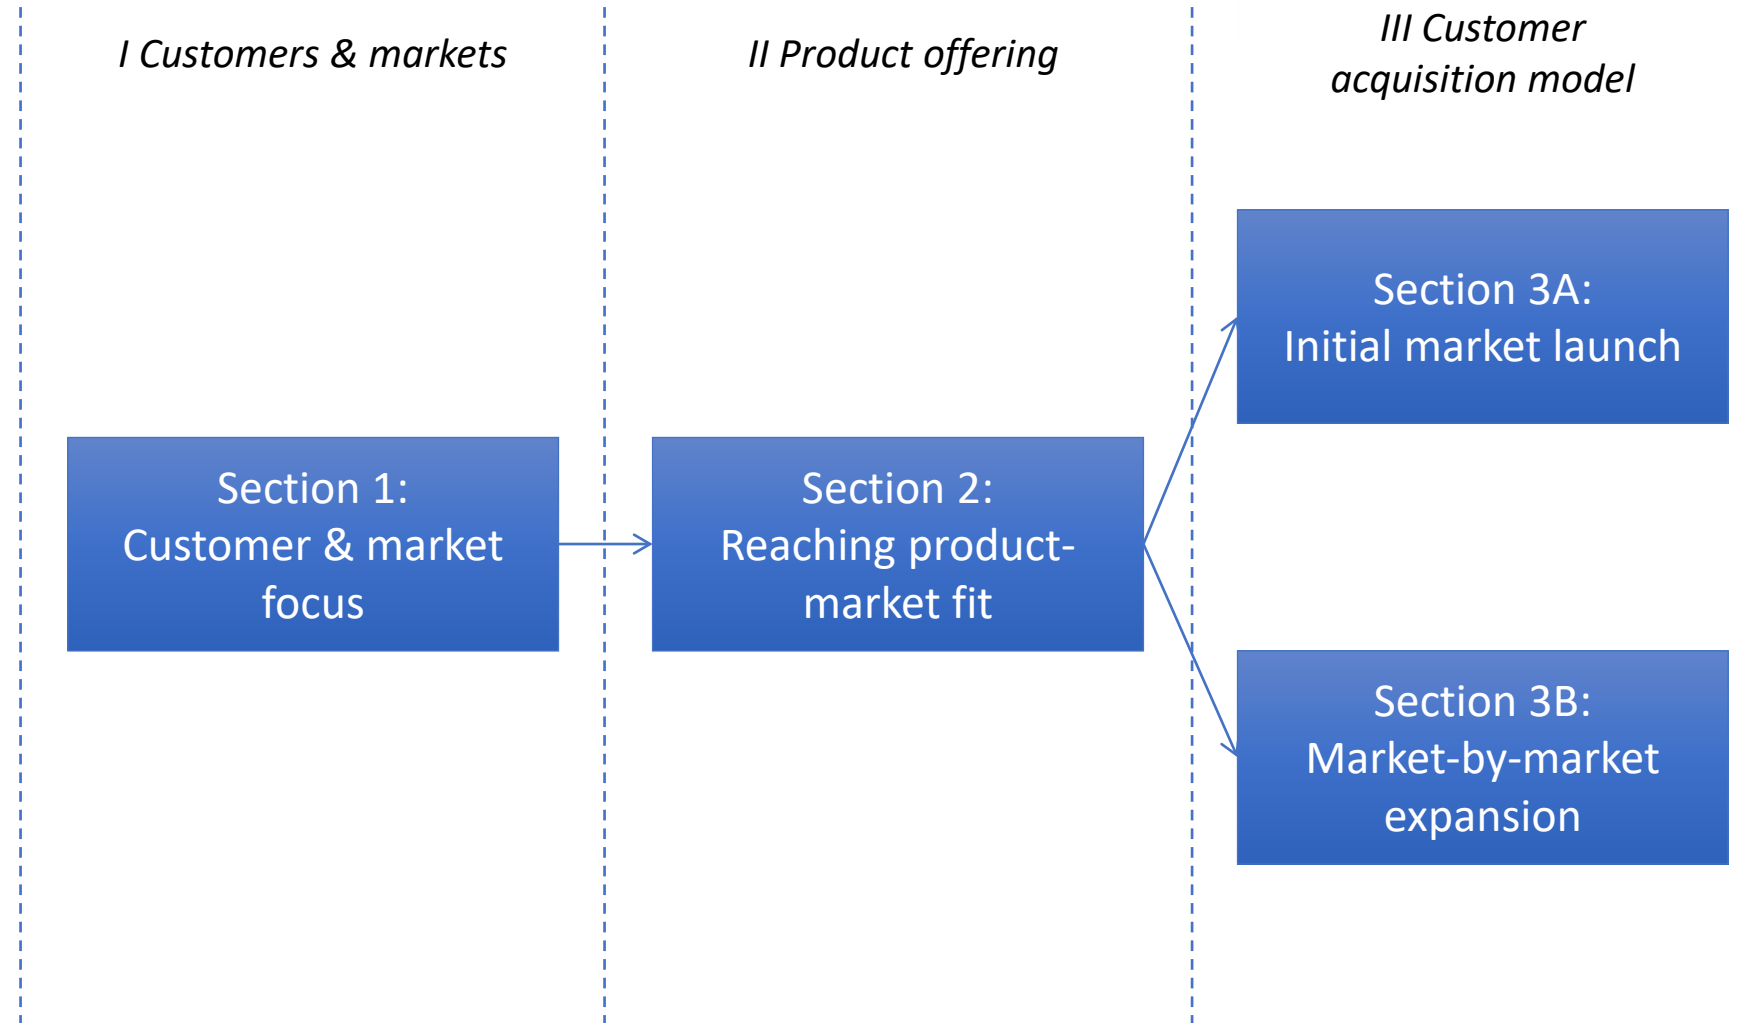 I Customers & markets
II Product offering
III Customer
acquisition model
Section 1:
Customer & market
focus
Section 2:
Reaching product-
market fit
Section 3A:
Initial market launch
Section 3B:
Market-by-market
expansion